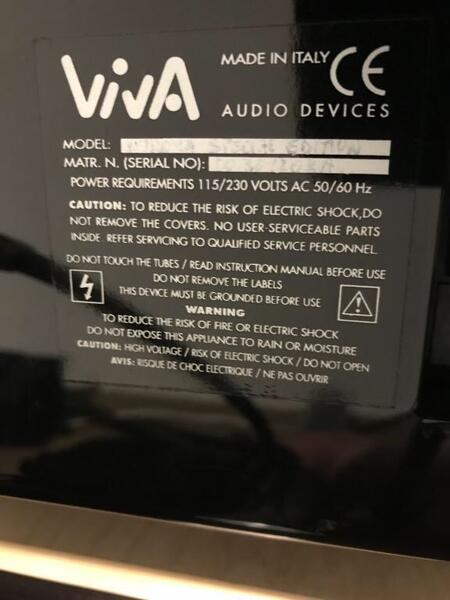 VivA
MADE IN ITALY CE
AUDIO DEVICES
MODEL: SPECIAL EDITION
MATR. N. (SERIAL NO):
POWER REQUIREMENTS 115/230 VOLTS AC 50/60 Hz
CAUTION: TO REDUCE THE RISK OF ELECTRIC SHOCK,DO
NOT REMOVE THE COVERS. NO USER-SERVICEABLE PARTS
INSIDE. REFER SERVICING TO QUALIFIED SERVICE PERSONNEL.
DO NOT TOUCH THE TUBES / READ INSTRUCTION MANUAL BEFORE USE
DO NOT REMOVE THE LABELS
THIS DEVICE MUST BE GROUNDED BEFORE USE
WARNING
TO REDUCE THE RISK OF FIRE OR ELECTRIC SHOCK
DO NOT EXPOSE THIS APPLIANCE TO RAIN OR MOISTURE
CAUTION: HIGH VOLTAGE / RISK OF ELECTRIC SHOCK / DO NOT OPEN
AVIS: RISQUE DE CHOC ELECTRIQUE / NE PAS OUVRIR